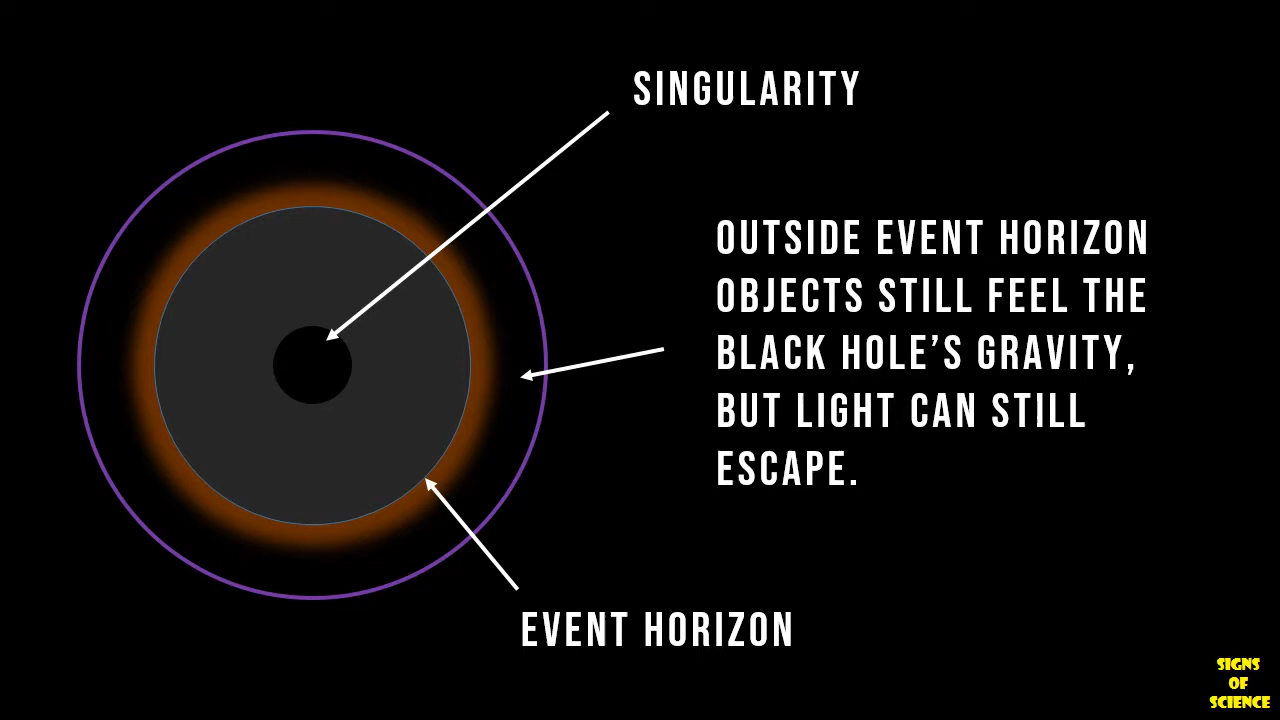 SINGULARITY
OUTSIDE EVENT HORIZON
OBJECTS STILL FEEL THE
BLACK HOLE’S GRAVITY,
BUT LIGHT CAN STILL
ESCAPE.
EVENT HORIZON
SIGNS
OF
SCIENCE